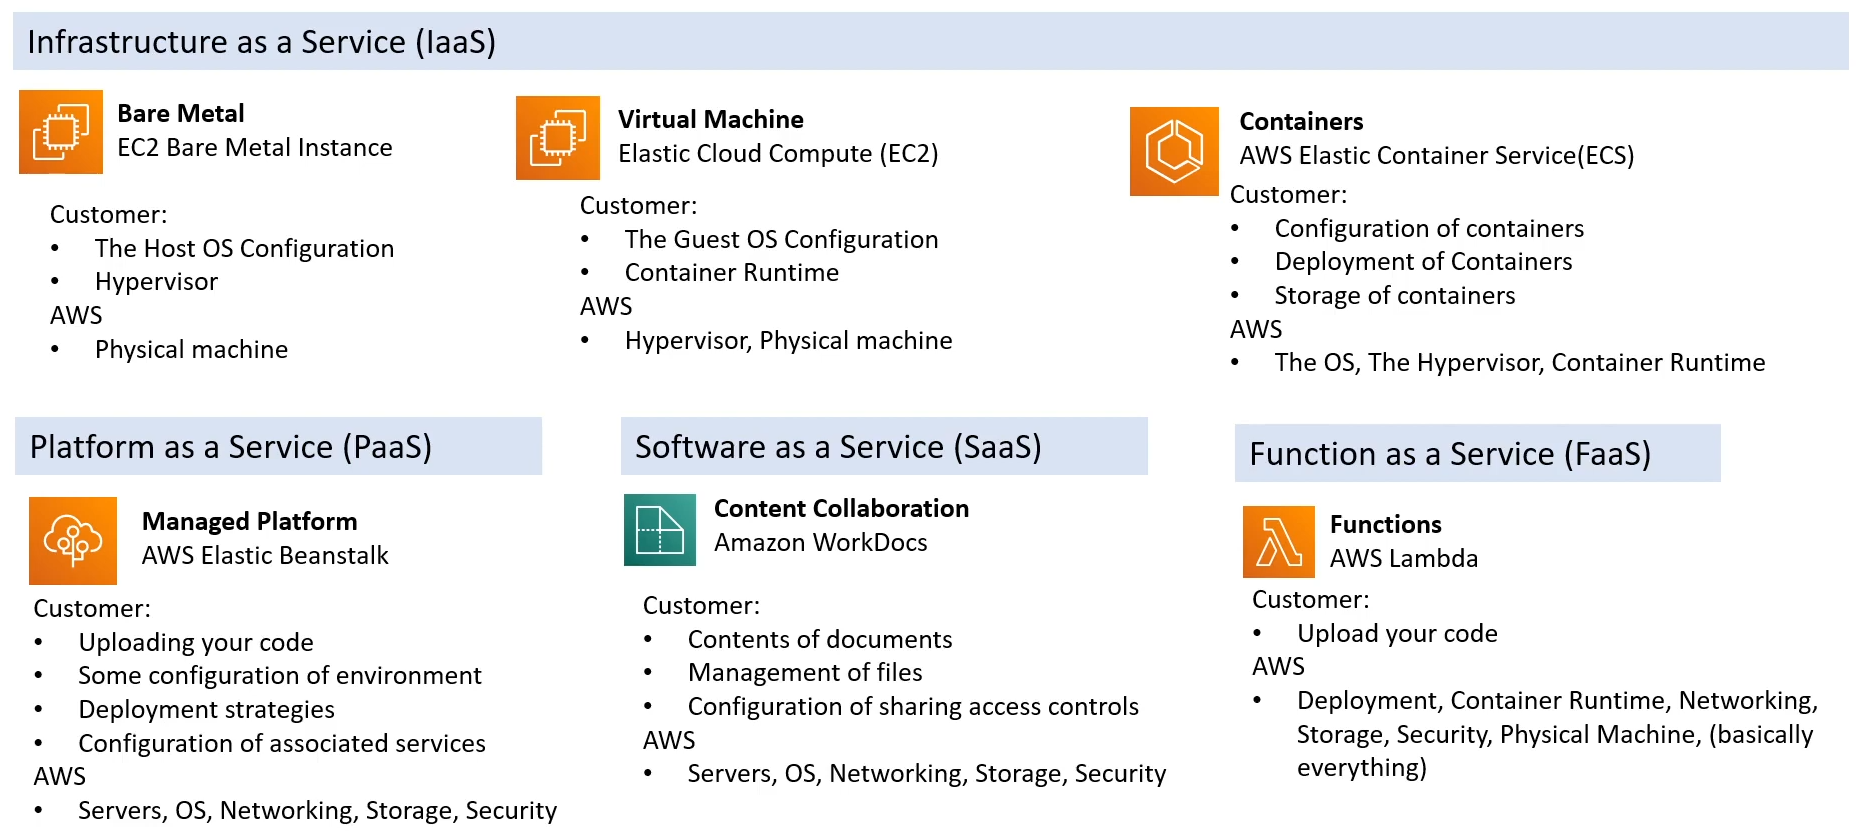 Infrastructure as a Service (IaaS)
Bare Metal
EC2 Bare Metal Instance
Customer:
• The Host OS Configuration
• Hypervisor
AWS
• Physical machine
Virtual Machine
Elastic Cloud Compute (EC2)
Customer:
• The Guest OS Configuration
• Container Runtime
AWS
• Hypervisor, Physical machine
Containers
AWS Elastic Container Service(ECS)
Customer:
• Configuration of containers
• Deployment of Containers
• Storage of containers
AWS
• The OS, The Hypervisor, Container Runtime
Platform as a Service (PaaS)
Managed Platform
AWS Elastic Beanstalk
Customer:
• Uploading your code
• Some configuration of environment
• Deployment strategies
• Configuration of associated services
AWS
• Servers, OS, Networking, Storage, Security
Software as a Service (SaaS)
Content Collaboration
Amazon WorkDocs
Customer:
• Contents of documents
• Management of files
• Configuration of sharing access controls
AWS
• Servers, OS, Networking, Storage, Security
Function as a Service (FaaS)
Functions
AWS Lambda
Customer:
• Upload your code
AWS
• Deployment, Container Runtime, Networking,
Storage, Security, Physical Machine, (basically
everything)